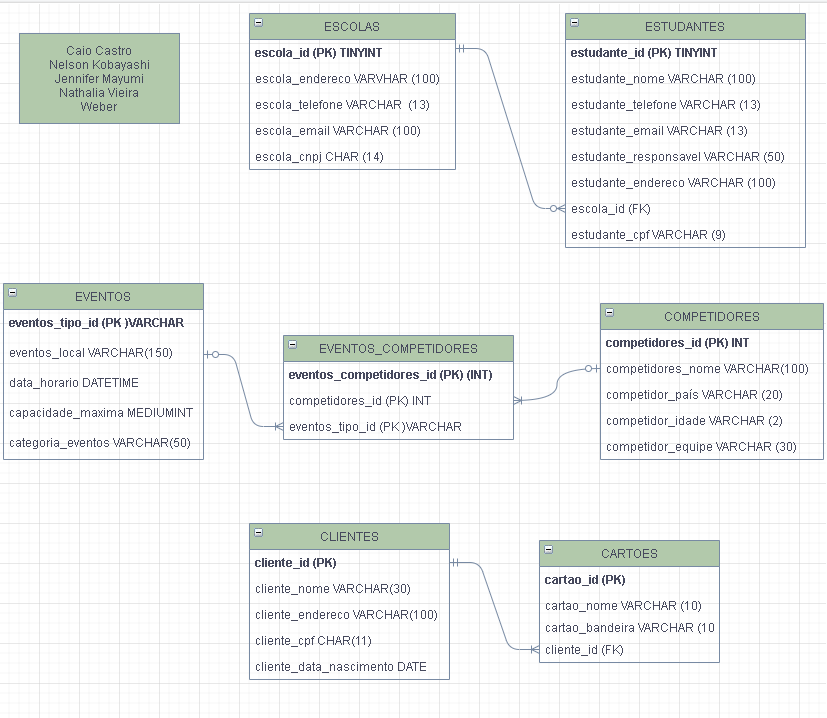 Caio Castro
Nelson Kobayashi
Jennifer Mayumi
Nathalia Vieira
Weber
ESCOLAS
escola_id (PK) TINYINT
escola_endereco VARVHAR (100)
escola_telefone VARCHAR  (13)
escola_email VARCHAR (100)
escola_cnpj CHAR (14)
ESTUDANTES
estudante_id (PK) TINYINT
estudante_nome VARCHAR (100)
estudante_telefone VARCHAR (13)
estudante_email VARCHAR (13)
estudante_responsavel VARCHAR (50)
estudante_endereco VARCHAR (100)
escola_id (FK)
estudante_cpf VARCHAR (9)
EVENTOS
eventos_tipo_id (PK )VARCHAR
eventos_local VARCHAR(150)
data_horario DATETIME
capacidade_maxima MEDIUMINT
categoria_eventos VARCHAR(50)
EVENTOS_COMPETIDORES
eventos_competidores_id (PK) (INT)
competidores_id (PK) INT
eventos_tipo_id (PK )VARCHAR
COMPETIDORES
competidores_id (PK) INT
competidores_nome VARCHAR(100)
competidor_país VARCHAR (20)
competidor_idade VARCHAR (2)
competidor_equipe VARCHAR (30)
CLIENTES
cliente_id (PK)
cliente_nome VARCHAR(30)
cliente_endereco VARCHAR(100)
cliente_cpf CHAR(11)
cliente_data_nascimento DATE
CARTOES
cartao_id (PK)
cartao_nome VARCHAR (10)
cartao_bandeira VARCHAR (10
cliente_id (FK)